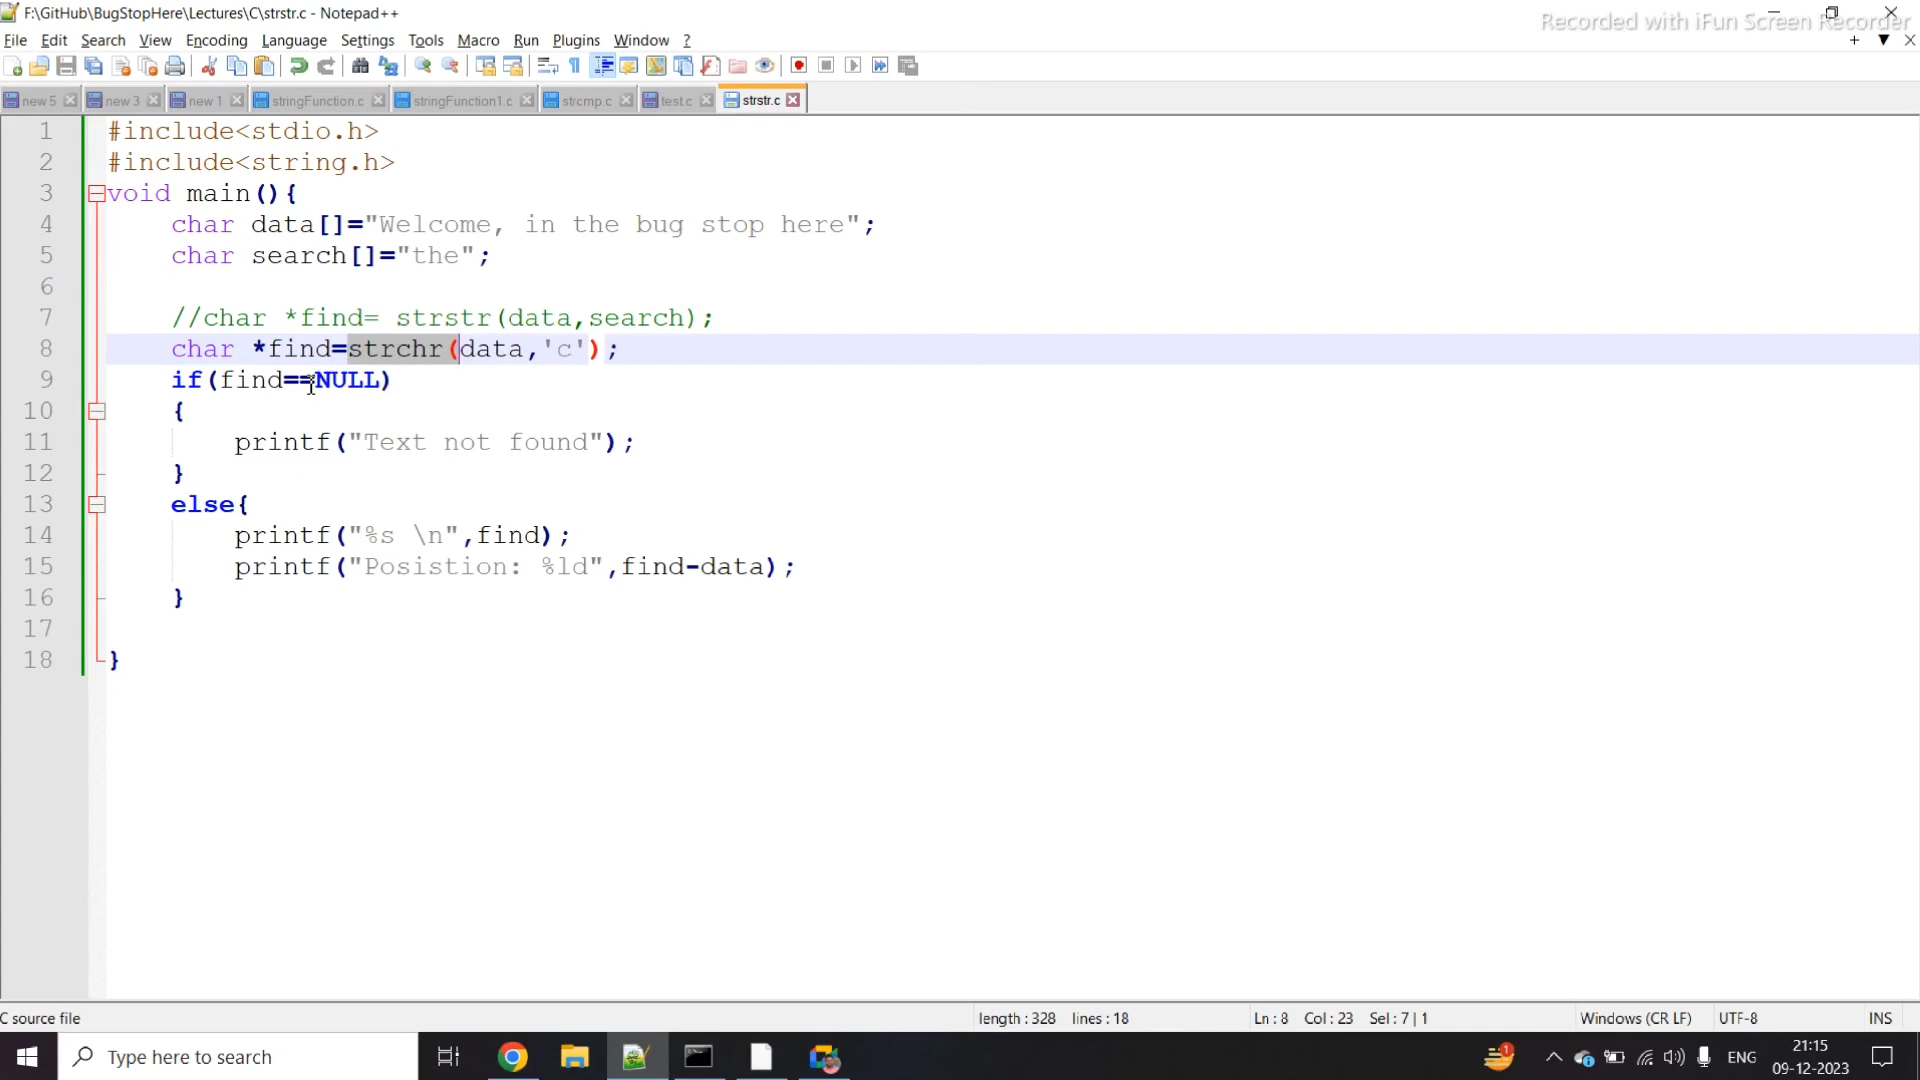 F:\GitHub\BugStopHere\Lectures\C\strstr.c - Notepad++
Recorded with iFun Screen Recorder
File Edit Search View Encoding Language Settings Tools Macro Run Plugins Window ?
new 5 new 3 new 1 stringFunction.c stringFunction1.c strcmp.c test.c strstr.c
1 #include<stdio.h>
2 #include<string.h>
3 void main(){
4 char data[]="Welcome, in the bug stop here";
5 char search[]="the";
6
7 //char *find= strstr(data,search);
8 char *find=strchr(data,'c');
9 if(find==NULL)
10 {
11 printf("Text not found");
12 }
13 else{
14 printf("%s \n",find);
15 printf("Posistion: %ld",find-data);
16 }
17
18 }
C source file length : 328 lines : 18 Ln : 8 Col : 23 Sel : 7 | 1 Windows (CR LF) UTF-8 INS
Type here to search 1 ENG 21:15
09-12-2023